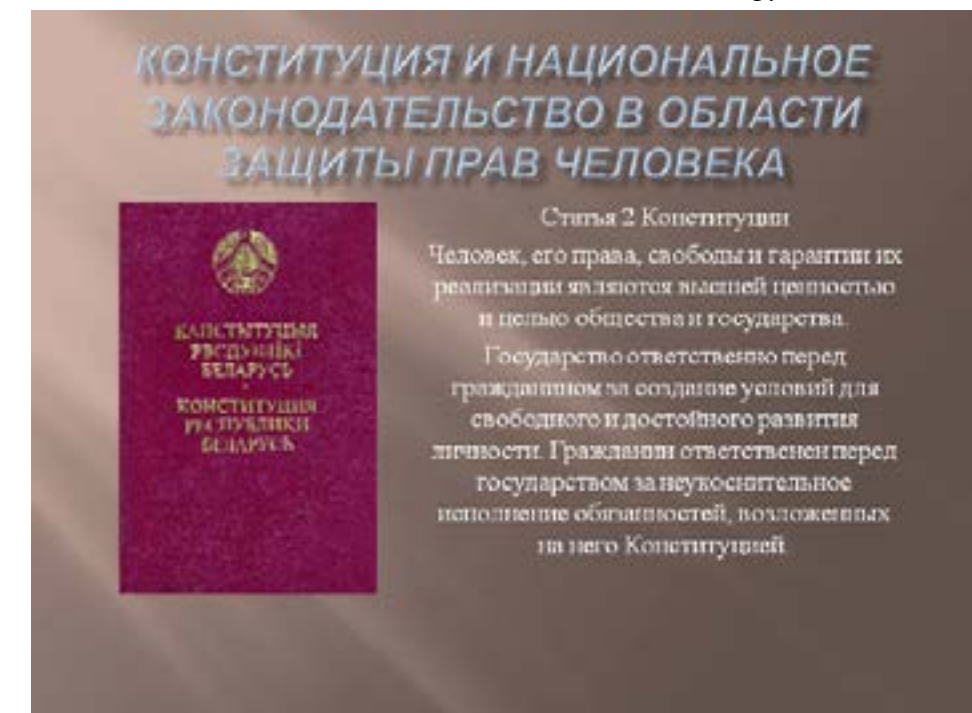 КОНСТИТУЦИЯ И НАЦИОНАЛЬНОЕ
ЗАКОНОДАТЕЛЬСТВО В ОБЛАСТИ
ЗАЩИТЫ ПРАВ ЧЕЛОВЕКА
Статья 2 Конституции
Человек, его права, свободы и гарантии их
реализации являются высшей ценностью
и целью общества и государства.
Государство ответственно перед
гражданином за создание условий для
свободного и достойного развития
личности. Гражданин ответственен перед
государством за неукоснительное
исполнение обязанностей, возложенных
на него Конституцией
КАНСТЫТУЦЫЯ
РЭСПУБЛІКІ
БЕЛАРУСЬ
КОНСТИТУЦИЯ
РЕСПУБЛИКИ
БЕЛАРУСЬ